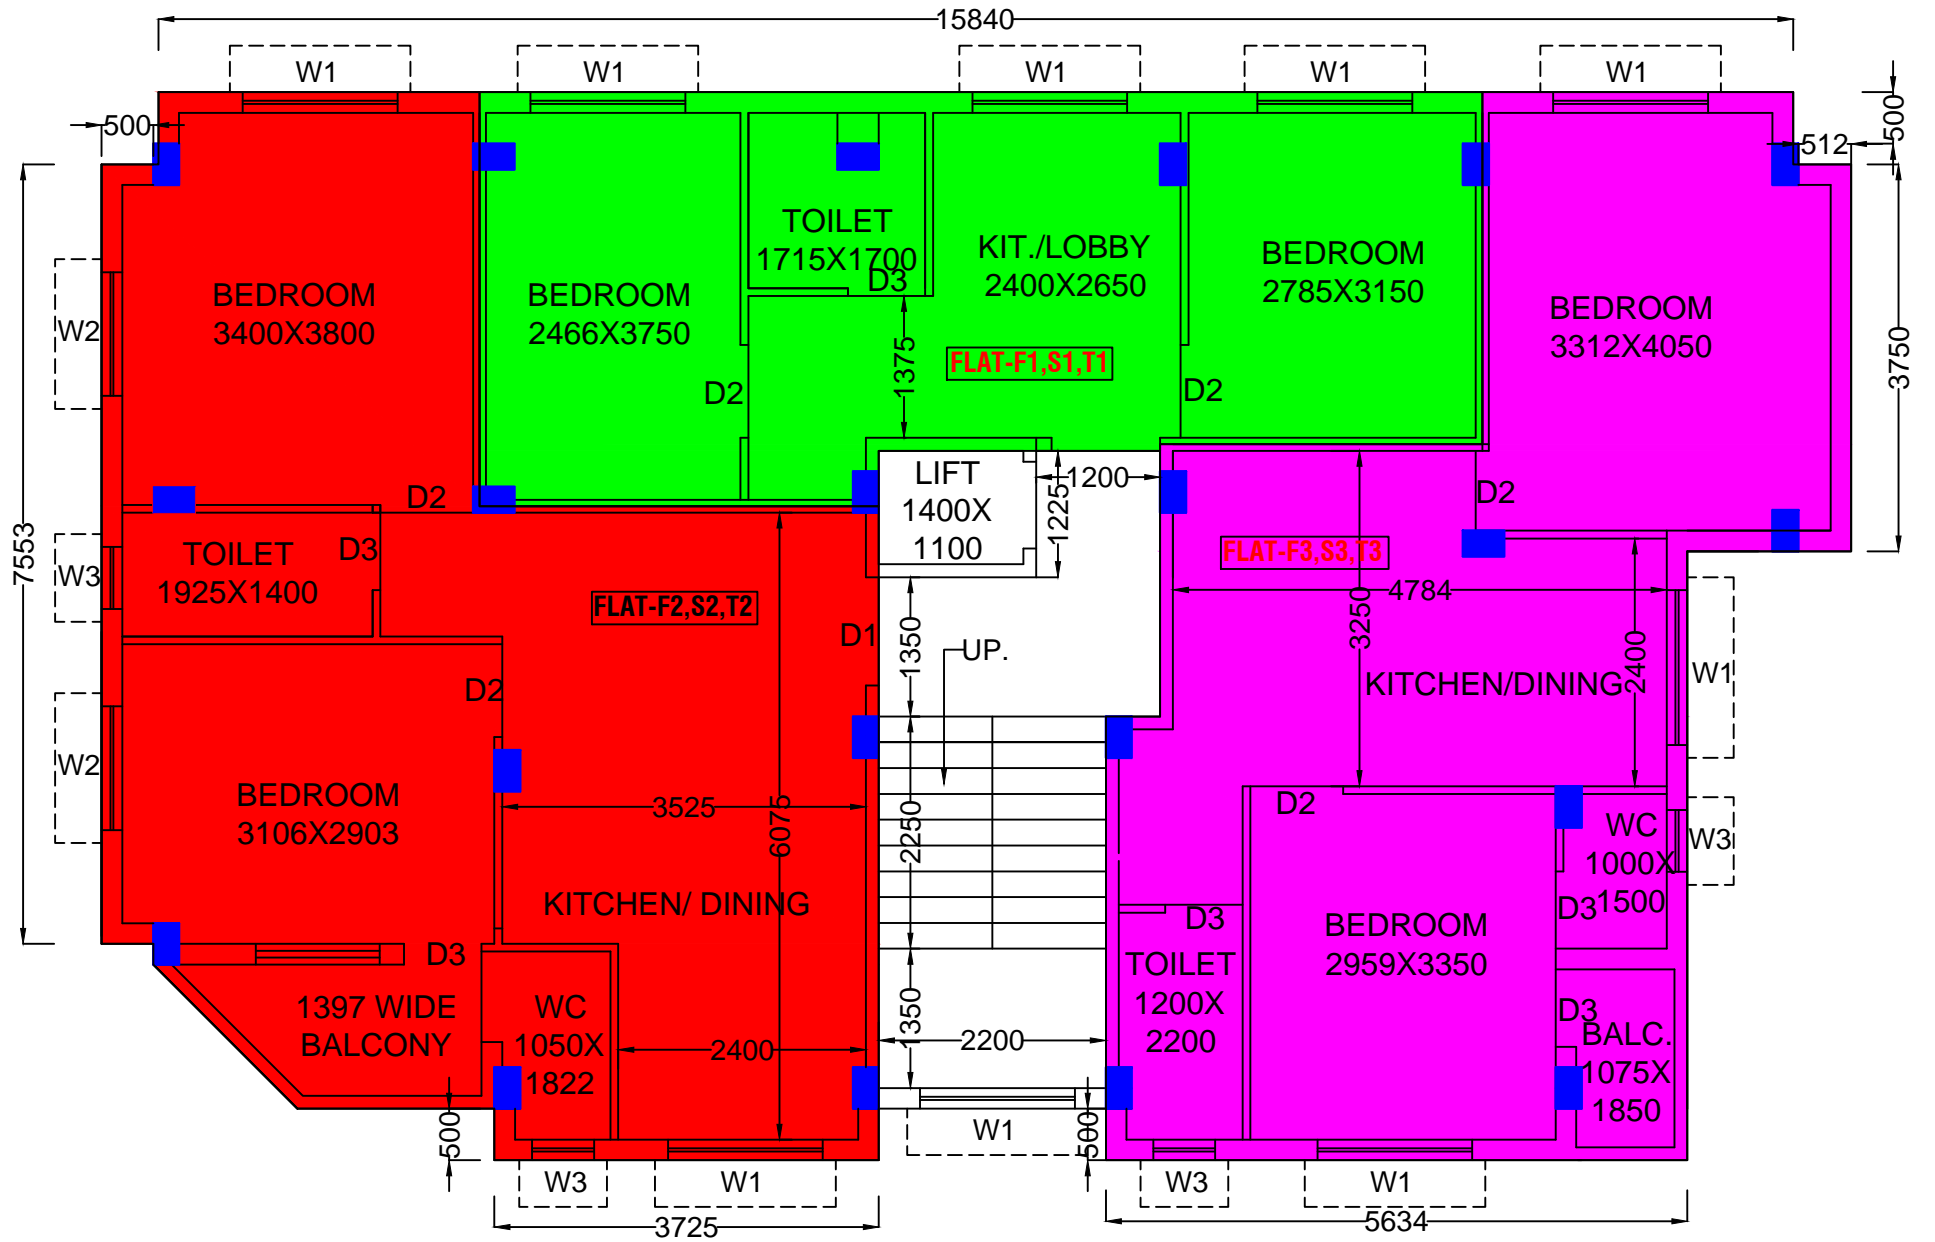 15840
W1
W1
W1
W1
W1
500
500
512
TOILET
1715X1700
D3
KIT./LOBBY
2400X2650
BEDROOM
2785X3150
BEDROOM
3400X3800
BEDROOM
2466X3750
BEDROOM
3312X4050
W2
1375
FLAT-F1,S1,T1
3750
D2
D2
D2
LIFT
1400X
1100
1225
1200
D2
7553
TOILET
1925X1400
D3
W3
FLAT-F2,S2,T2
FLAT-F3,S3,T3
4784
3250
2400
D1
1350
UP.
KITCHEN/DINING
W1
D2
W2
BEDROOM
3106X2903
3525
6075
2250
D2
WC
1000X
1500
W3
KITCHEN/ DINING
D3
D3
BEDROOM
2959X3350
D3
TOILET
1200X
2200
1397 WIDE
BALCONY
WC
1050X
1822
2400
1350
2200
D3
BALC.
1075X
1850
500
500
W1
W3
W1
W3
W1
3725
5634